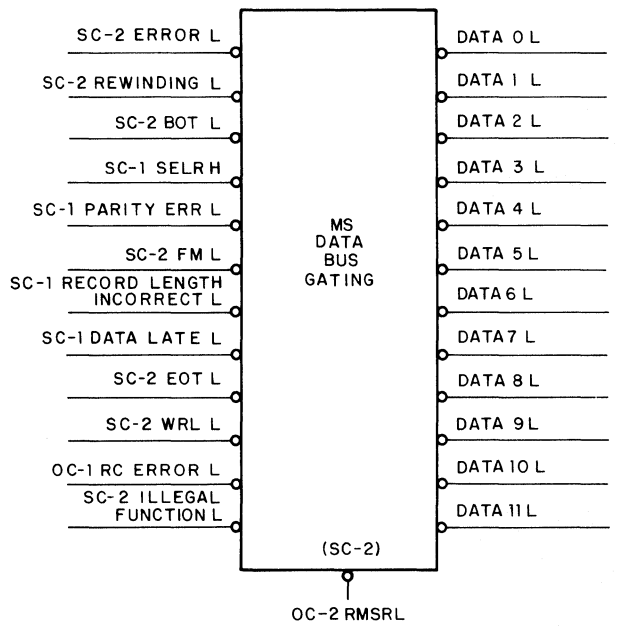 SC-2 ERROR L
SC-2 REWINDING L
SC-2 BOT L
SC-1 SELR H
SC-1 PARITY ERR L
SC-2 FM L
SC-1 RECORD LENGTH
INCORRECT L
SC-1 DATA LATE L
SC-2 EOT L
SC-2 WRL L
OC-1 RC ERROR L
SC-2 ILLEGAL
FUNCTION L
MS
DATA
BUS
GATING
(SC-2)
DATA 0 L
DATA 1 L
DATA 2 L
DATA 3 L
DATA 4 L
DATA 5 L
DATA 6 L
DATA 7 L
DATA 8 L
DATA 9 L
DATA 10 L
DATA 11 L
OC-2 RMSRL